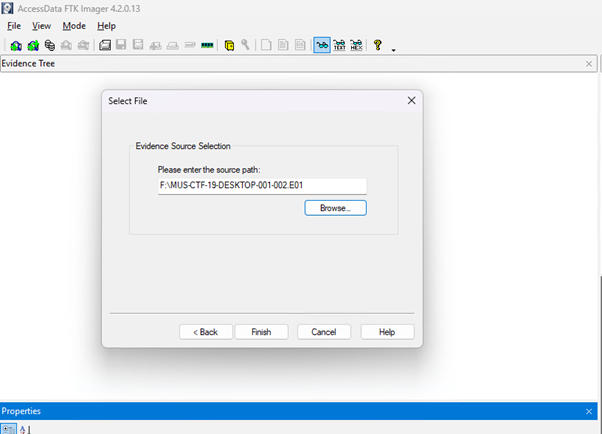 AccessData FTK Imager 4.2.0.13
File View Mode Help
TEXT HEX
Evidence Tree
Select File
Evidence Source Selection
Please enter the source path:
F:\MUS-CTF-19-DESKTOP-001-002.E01
Browse...
< Back Finish Cancel Help
Properties